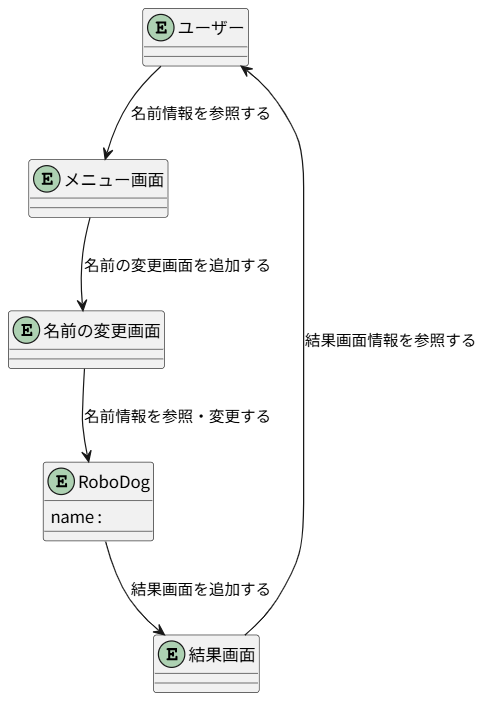 E ユーザー
名前情報を参照する
E メニュー画面
名前の変更画面を追加する
E 名前の変更画面
結果画面情報を参照する
名前情報を参照・変更する
E RoboDog
name :
結果画面を追加する
E 結果画面